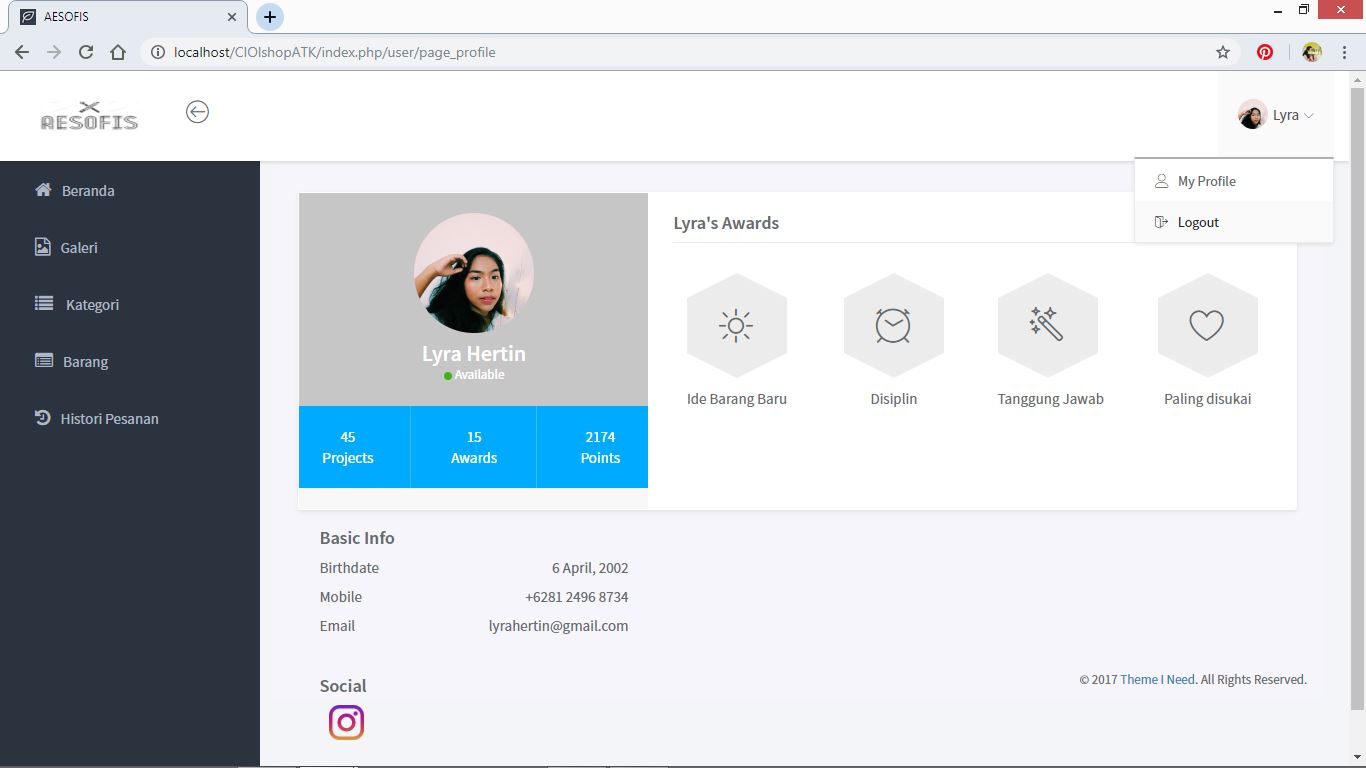 AESOFIS
localhost/CIOlshopATK/index.php/user/page_profile
AESOFIS
Lyra
My Profile
Logout
Beranda
Galeri
Kategori
Barang
Histori Pesanan
Lyra Hertin
Available
45
Projects
15
Awards
2174
Points
Lyra's Awards
Ide Barang Baru
Disiplin
Tanggung Jawab
Paling disukai
Basic Info
Birthdate 6 April, 2002
Mobile +6281 2496 8734
Email lyrahertin@gmail.com
Social
© 2017 Theme I Need. All Rights Reserved.